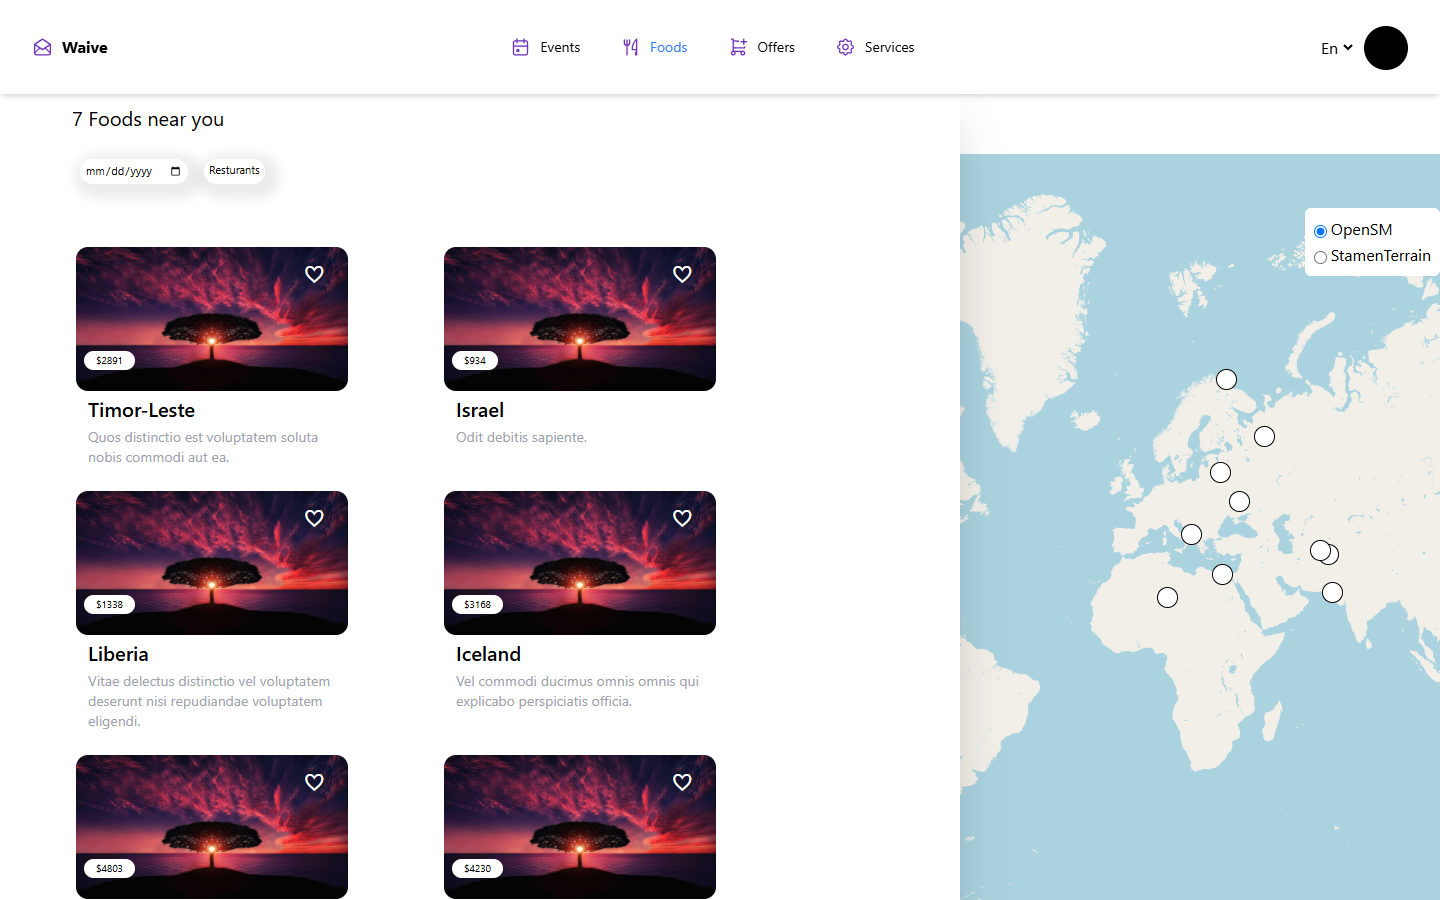 Waive
Events
Foods
Offers
Services
En
7 Foods near you
mm/dd/yyyy
Resturants
OpenSM
StamenTerrain
$2891
Timor-Leste
Quos distinctio est voluptatem soluta
nobis commodi aut ea.
$934
Israel
Odit debitis sapiente.
$1338
Liberia
Vitae delectus distinctio vel voluptatem
deserunt nisi repudiandae voluptatem
eligendi.
$3168
Iceland
Vel commodi ducimus omnis omnis qui
explicabo perspiciatis officia.
$4803
$4230